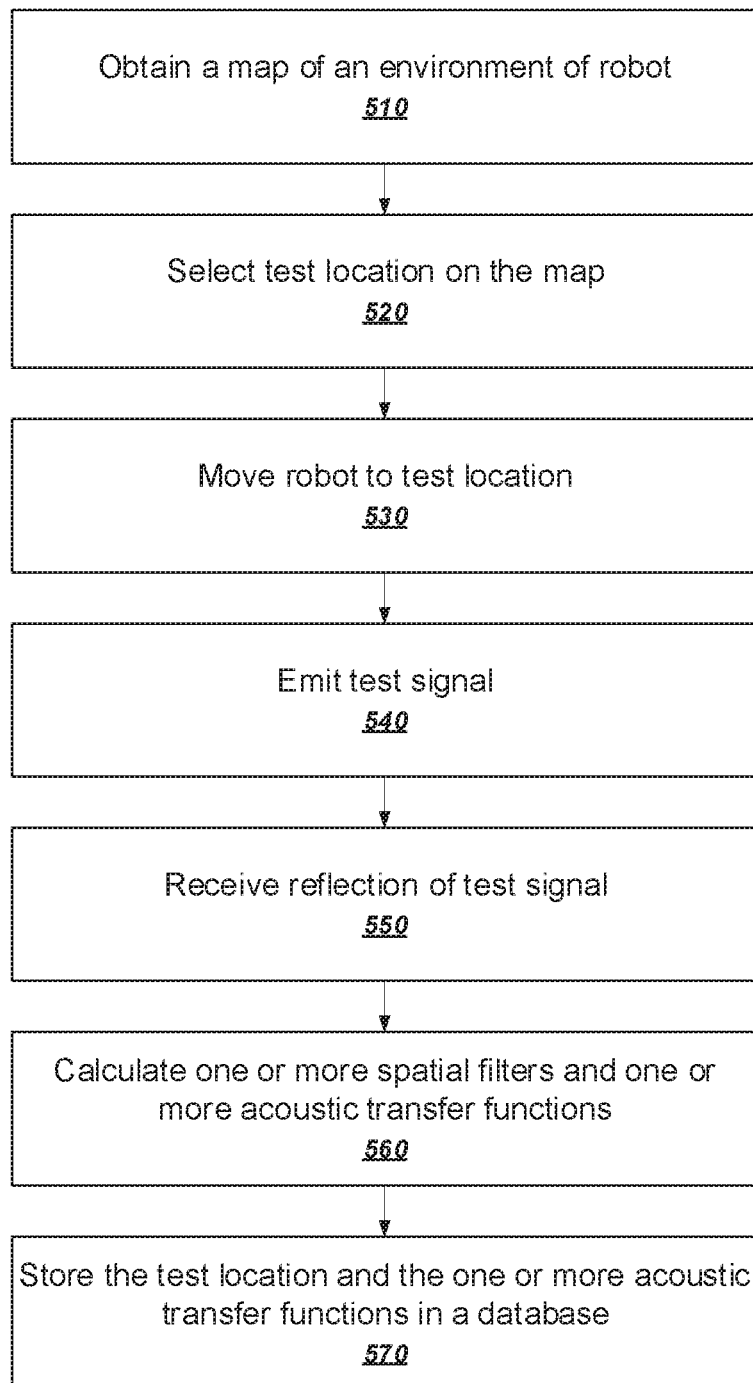 Obtain a map of an environment of robot
510
Select test location on the map
520
Move robot to test location
530
Emit test signal
540
Receive reflection of test signal
550
Calculate one or more spatial filters and one or
more acoustic transfer functions
560
Store the test location and the one or more acoustic
transfer functions in a database
570